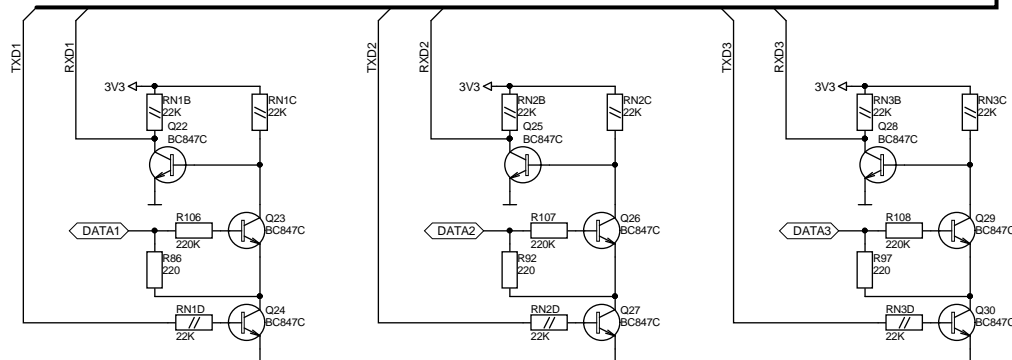 TXD1
RXD1
TXD2
RXD2
TXD3
RXD3
3V3
RN1B
22K
RN1C
22K
Q22
BC847C
DATA1
R106
220K
Q23
BC847C
R86
220
RN1D
22K
Q24
BC847C
3V3
RN2B
22K
RN2C
22K
Q25
BC847C
DATA2
R107
220K
Q26
BC847C
R92
220
RN2D
22K
Q27
BC847C
3V3
RN3B
22K
RN3C
22K
Q28
BC847C
DATA3
R108
220K
Q29
BC847C
R97
220
RN3D
22K
Q30
BC847C